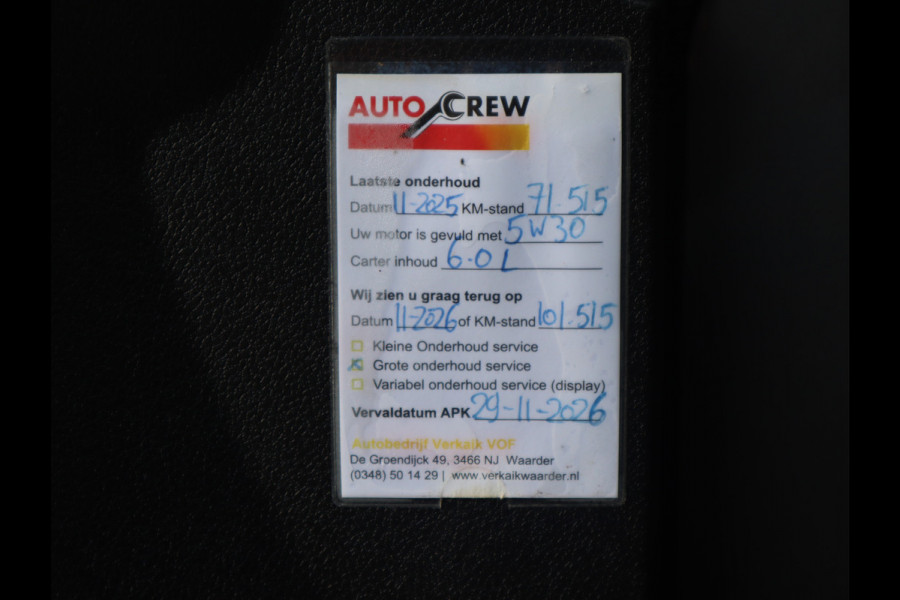 AUTO CREW
Laatste onderhoud
Datum 11-2025 KM-stand 71.515
Uw motor is gevuld met 5W30
Carter inhoud 6.0L
Wij zien u graag terug op
Datum 11-2026 of KM-stand 101.515
Kleine Onderhoud service
Grote onderhoud service
Variabel onderhoud service (display)
Vervaldatum APK 29-11-2026
Autobedrijf Verkaik VOF
De Groendijck 49, 3466 NJ Waarder
(0348) 50 14 29 | www.verkaikwaarder.nl